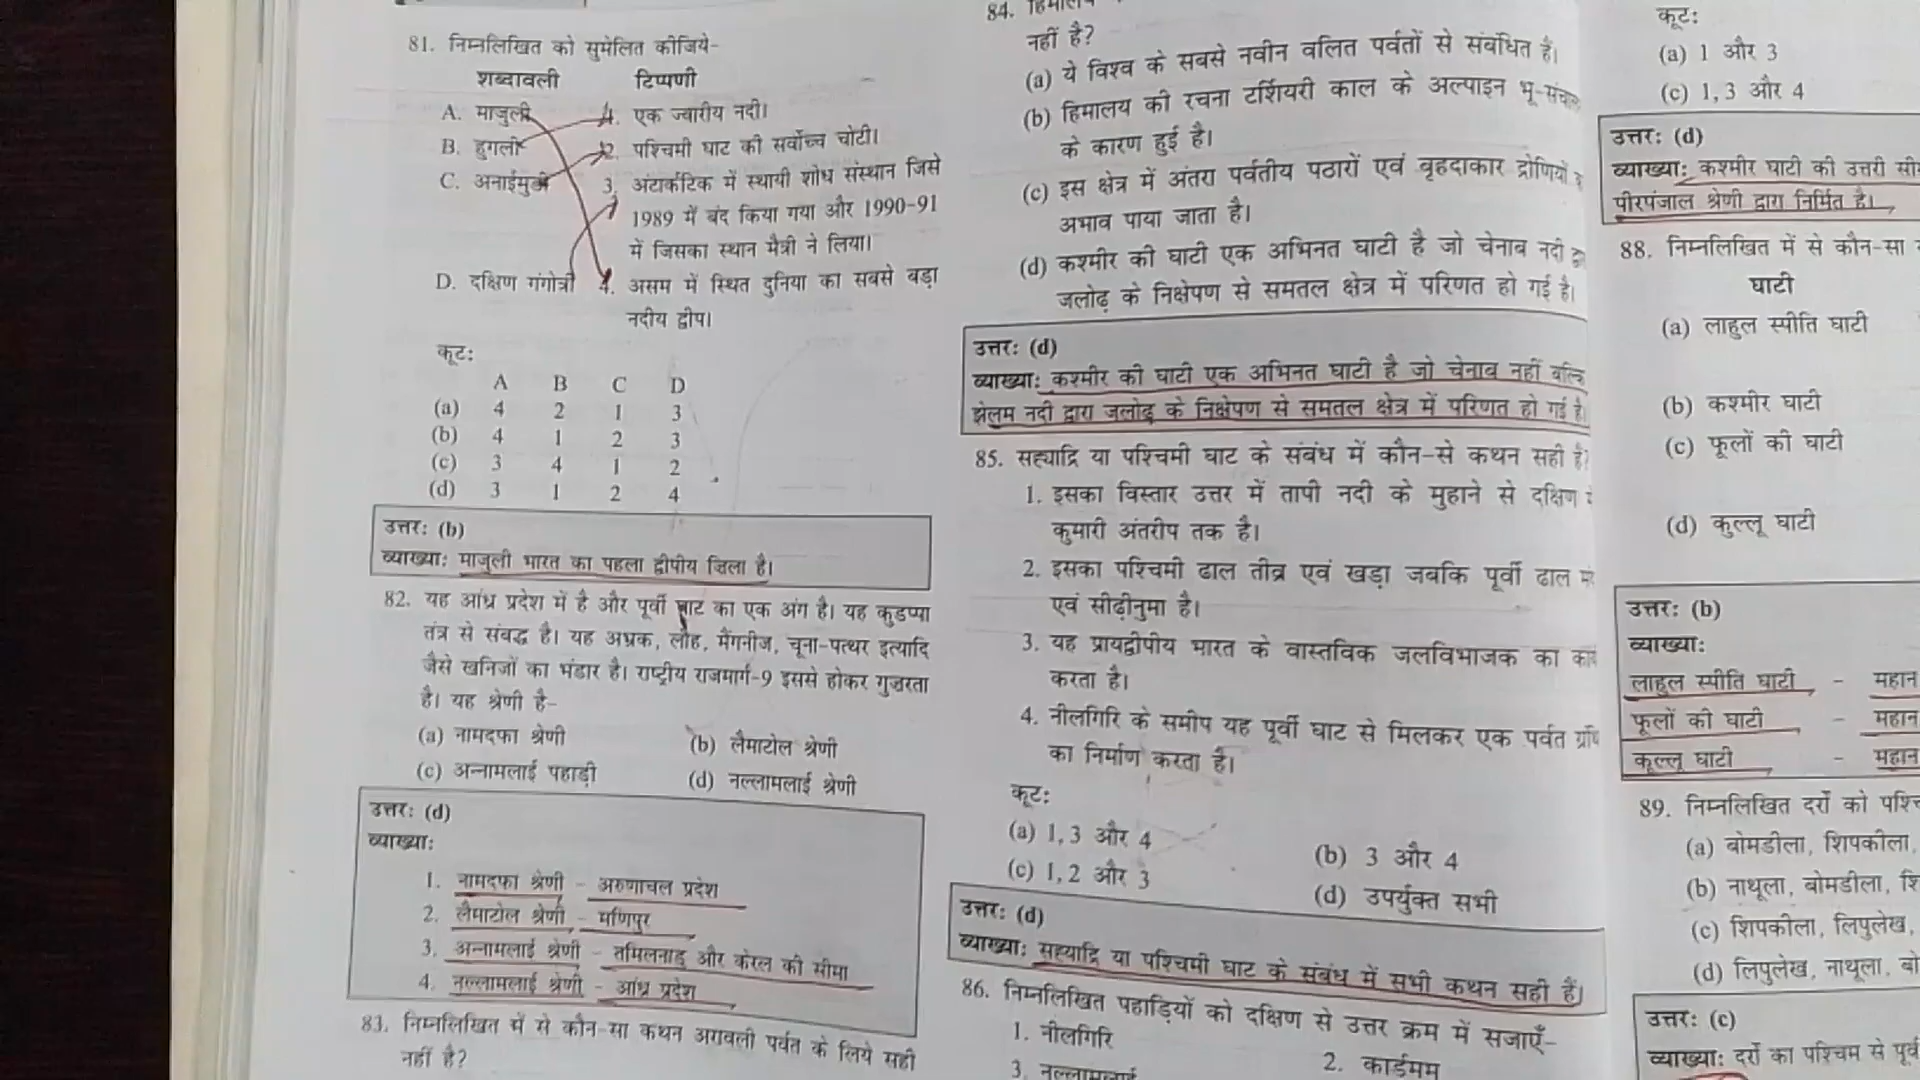 81. निम्नलिखित को सुमेलित कीजिये-
शब्दावली टिप्पणी
A. माजुली 1. एक ज्वारीय नदी।
B. हुगली 2. पश्चिमी घाट की सर्वोच्च चोटी।
C. अनाईमुडी 3. अंटार्कटिक में स्थायी शोध संस्थान जिसे
1989 में बंद किया गया और 1990-91
में जिसका स्थान मैत्री ने लिया।
D. दक्षिण गंगोत्री 4. असम में स्थित दुनिया का सबसे बड़ा
नदीय द्वीप।
कूट:
A B C D
(a) 4 2 1 3
(b) 4 1 2 3
(c) 3 4 1 2
(d) 3 1 2 4
उत्तर: (b)
व्याख्या: माजुली भारत का पहला द्वीपीय ज़िला है।
82. यह आंध्र प्रदेश में है और पूर्वी घाट का एक अंग है। यह कुडप्पा
तंत्र से संबद्ध है। यह अभ्रक, लौह, मैंगनीज, चूना-पत्थर इत्यादि
जैसे खनिजों का भंडार है। राष्ट्रीय राजमार्ग-9 इससे होकर गुज़रता
है। यह श्रेणी है-
(a) नामदफा श्रेणी (b) लैमाटोल श्रेणी
(c) अन्नामलाई पहाड़ी (d) नल्लामलाई श्रेणी
उत्तर: (d)
व्याख्या:
1. नामदफा श्रेणी - अरुणाचल प्रदेश
2. लैमाटोल श्रेणी - मणिपुर
3. अन्नामलाई श्रेणी - तमिलनाडु और केरल की सीमा
4. नल्लामलाई श्रेणी - आंध्र प्रदेश
83. निम्नलिखित में से कौन-सा कथन अरावली पर्वत के लिये सही
नहीं है?
84.
नहीं है?
(a) ये विश्व के सबसे नवीन वलित पर्वतों से संबंधित हैं।
(b) हिमालय की रचना टर्शियरी काल के अल्पाइन
के कारण हुई है।
(c) इस क्षेत्र में अंतरा पर्वतीय पठारों एवं वृहदाकार द्रोणियों
अभाव पाया जाता है।
(d) कश्मीर की घाटी एक अभिनत घाटी है जो चेनाब नदी
जलोढ़ के निक्षेपण से समतल क्षेत्र में परिणत हो गई है।
उत्तर: (d)
व्याख्या: कश्मीर की घाटी एक अभिनत घाटी है जो चेनाब नहीं
झेलम नदी द्वारा जलोढ़ के निक्षेपण से समतल क्षेत्र में परिणत हो गई है
85. सह्याद्रि या पश्चिमी घाट के संबंध में कौन-से कथन सही
1. इसका विस्तार उत्तर में तापी नदी के मुहाने से दक्षिण
कुमारी अंतरीप तक है।
2. इसका पश्चिमी ढाल तीव्र एवं खड़ा जबकि पूर्वी ढाल
एवं सीढ़ीनुमा है।
3. यह प्रायद्वीपीय भारत के वास्तविक जलविभाजक का
करता है।
4. नीलगिरि के समीप यह पूर्वी घाट से मिलकर एक पर्वत
का निर्माण करता है।
कूट:
(a) 1, 3 और 4 (b) 3 और 4
(c) 1, 2 और 3 (d) उपर्युक्त सभी
उत्तर: (d)
व्याख्या: सह्याद्रि या पश्चिमी घाट के संबंध में सभी कथन सही हैं।
86. निम्नलिखित पहाड़ियों को दक्षिण से उत्तर क्रम में सजाएँ-
1. नीलगिरि 2. कार्डमम
3.
कूट:
(a) 1 और 3
(c) 1, 3 और 4
उत्तर: (d)
व्याख्या: कश्मीर घाटी की उत्तरी
पीरपंजाल श्रेणी द्वारा निर्मित है।
88. निम्नलिखित में से कौन-सा
घाटी
(a) लाहुल स्पीति घाटी
(b) कश्मीर घाटी
(c) फूलों की घाटी
(d) कुल्लू घाटी
उत्तर: (b)
व्याख्या:
लाहुल स्पीति घाटी - महान
फूलों की घाटी - महान
कुल्लू घाटी - महान
89. निम्नलिखित दर्रों को
(a) बोमडीला, शिपकीला,
(b) नाथूला, बोमडीला,
(c) शिपकीला, लिपुलेख,
(d) लिपुलेख, नाथूला,
उत्तर: (c)
व्याख्या: दर्रों का पश्चिम से